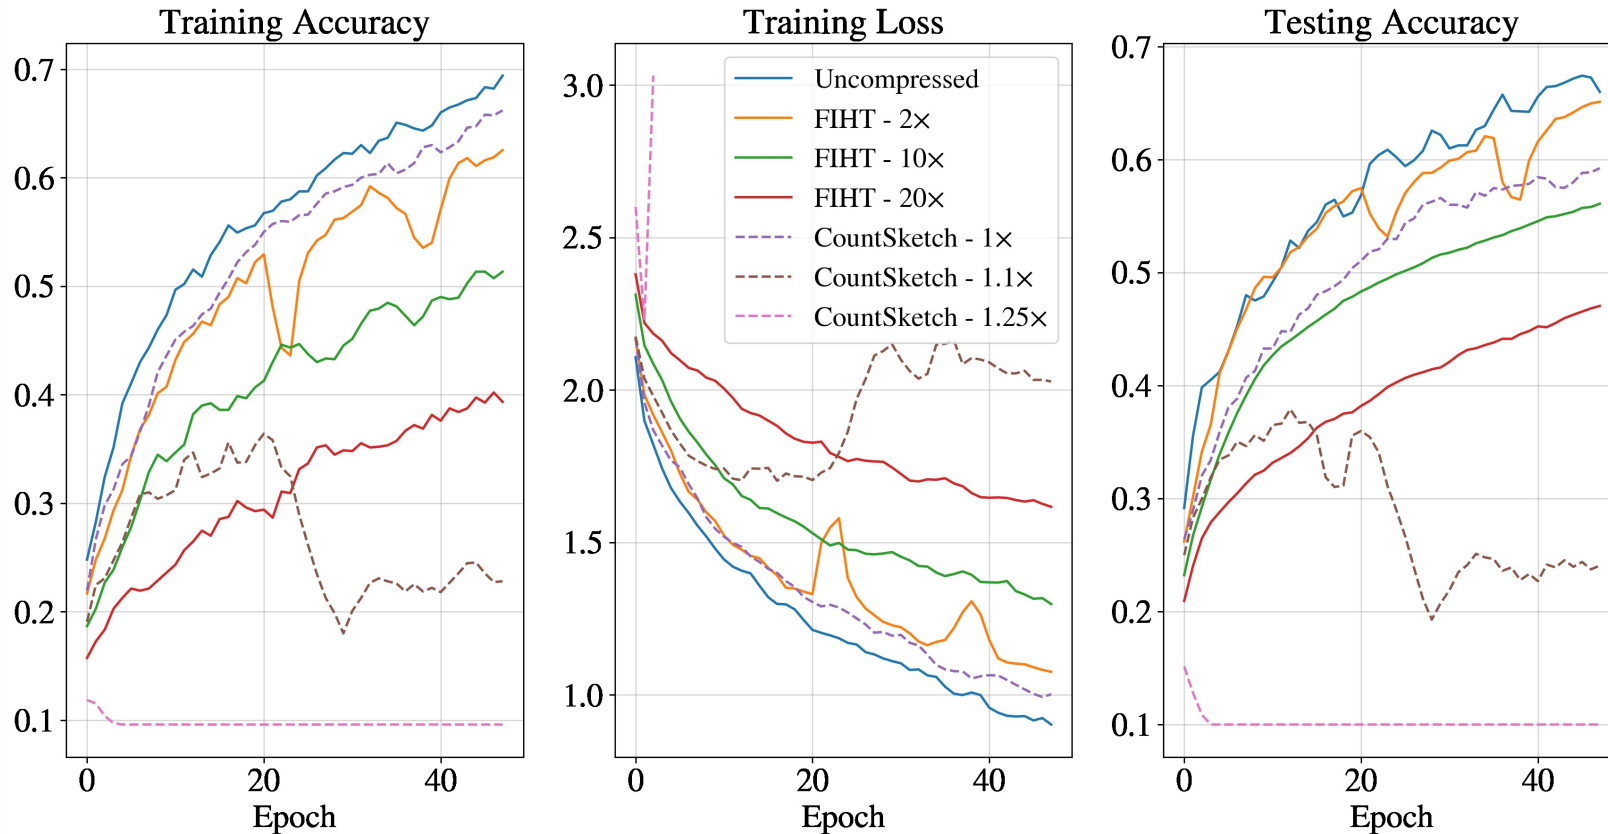 Training Accuracy
0.7
0.6
0.5
0.4
0.3
0.2
0.1
0 20 40
Epoch
Training Loss
3.0
2.5
2.0
1.5
1.0
Uncompressed
FIHT - 2×
FIHT - 10×
FIHT - 20×
CountSketch - 1×
CountSketch - 1.1×
CountSketch - 1.25×
0 20 40
Epoch
Testing Accuracy
0.7
0.6
0.5
0.4
0.3
0.2
0.1
0 20 40
Epoch